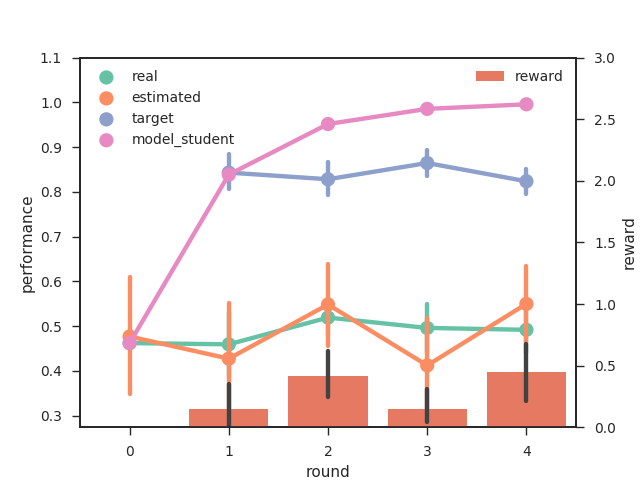 1.1
1.0
0.9
0.8
0.7
0.6
0.5
0.4
0.3
performance
real
estimated
target
model_student
reward
3.0
2.5
2.0
1.5
1.0
0.5
0.0
reward
0 1 2 3 4
round